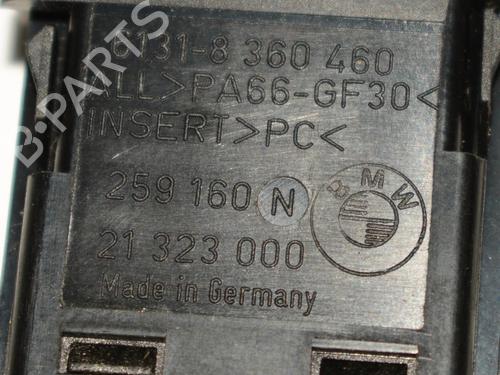 6131-8 360 460
ALL>PA66-GF30<
INSERT>PC<
259 160 N
BMW
21 323 000
Made in Germany
B-PARTS